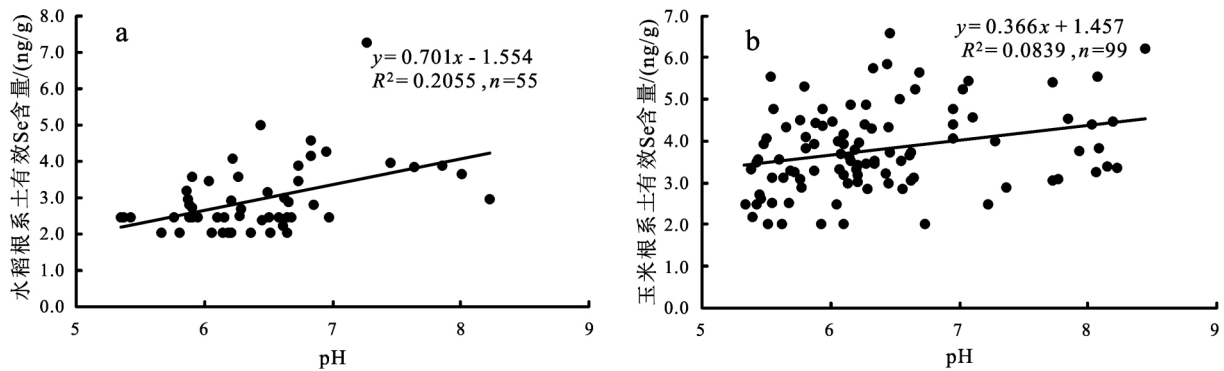 a
y=0.701x - 1.554
R²=0.2055 ,n=55
水稻根系土有效Se含量/(ng/g)
8.0
7.0
6.0
5.0
4.0
3.0
2.0
1.0
0.0
5 6 7 8 9
pH
b
y=0.366x+1.457
R²=0.0839,n=99
玉米根系土有效Se含量/(ng/g)
7.0
6.0
5.0
4.0
3.0
2.0
1.0
0.0
5 6 7 8 9
pH